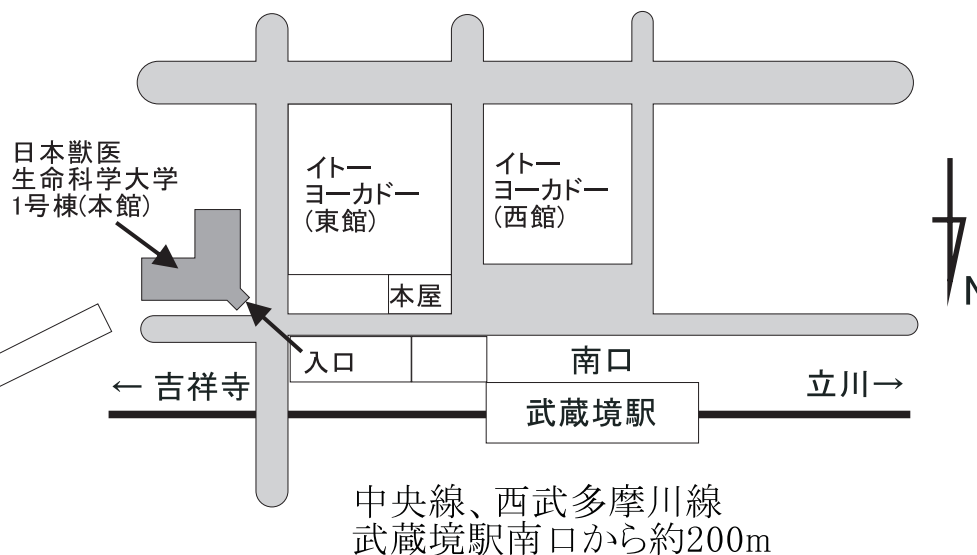 日本獣医
生命科学大学
1号棟(本館)
イトー
ヨーカドー
(東館)
イトー
ヨーカドー
(西館)
本屋
N
入口
南口
← 吉祥寺
立川→
武蔵境駅
中央線、西武多摩川線
武蔵境駅南口から約200m